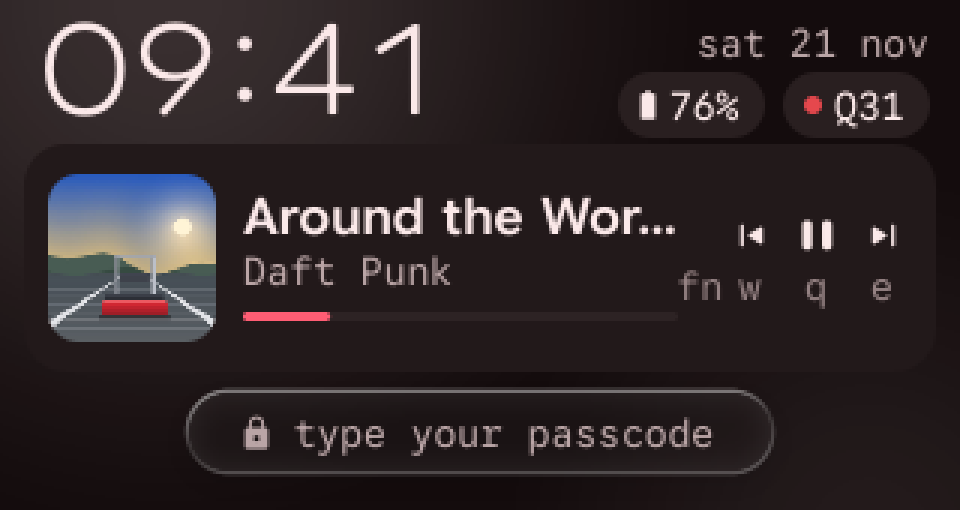 09:41
sat 21 nov
76%
Q31
Around the Wor...
Daft Punk
fn w q e
type your passcode